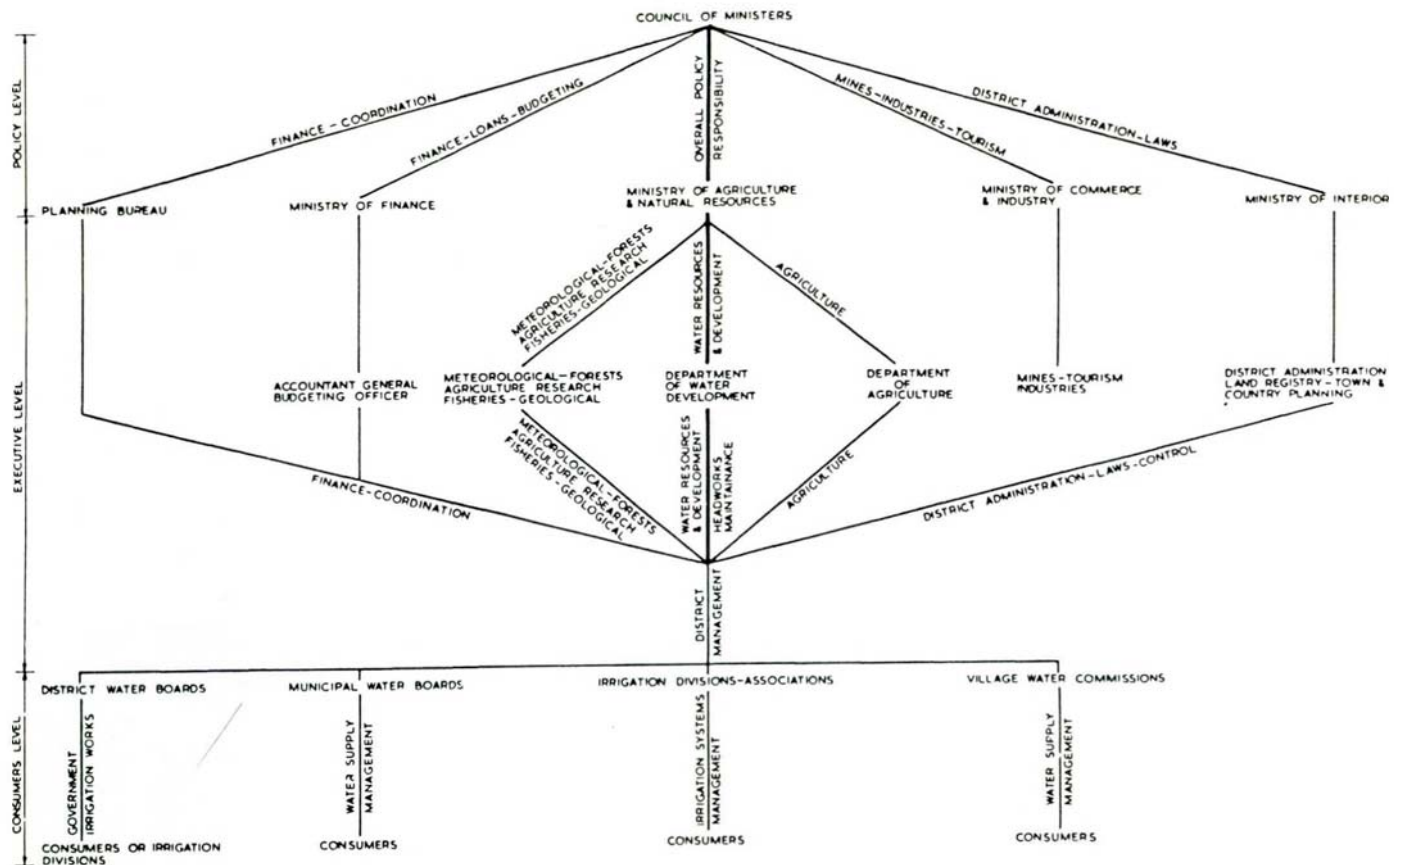 COUNCIL OF MINISTERS
POLICY LEVEL
FINANCE - COORDINATION
FINANCE-LOANS-BUDGETING
OVERALL POLICY
RESPONSIBILITY
MINES-INDUSTRIES-TOURISM
DISTRICT ADMINISTRATION-LAWS
PLANNING BUREAU
MINISTRY OF FINANCE
MINISTRY OF AGRICULTURE
& NATURAL RESOURCES
MINISTRY OF COMMERCE
& INDUSTRY
MINISTRY OF INTERIOR
EXECUTIVE LEVEL
METEOROLOGICAL-FORESTS
AGRICULTURE RESEARCH
FISHERIES-GEOLOGICAL
WATER RESOURCES
& DEVELOPMENT
AGRICULTURE
ACCOUNTANT GENERAL
BUDGETING OFFICER
METEOROLOGICAL-FORESTS
AGRICULTURE RESEARCH
FISHERIES-GEOLOGICAL
DEPARTMENT
OF WATER
DEVELOPMENT
DEPARTMENT
OF
AGRICULTURE
MINES-TOURISM
INDUSTRIES
DISTRICT ADMINISTRATION
LAND REGISTRY-TOWN &
COUNTRY PLANNING
FINANCE-COORDINATION
METEOROLOGICAL-FORESTS
AGRICULTURE RESEARCH
FISHERIES-GEOLOGICAL
WATER RESOURCES
& DEVELOPMENT
HEADWORKS
MAINTAINANCE
AGRICULTURE
DISTRICT ADMINISTRATION-LAWS-CONTROL
DISTRICT
MANAGEMENT
CONSUMERS LEVEL
DISTRICT WATER BOARDS
MUNICIPAL WATER BOARDS
IRRIGATION DIVISIONS-ASSOCIATIONS
VILLAGE WATER COMMISSIONS
GOVERNMENT
IRRIGATION WORKS
WATER SUPPLY
MANAGEMENT
IRRIGATION SYSTEMS
MANAGEMENT
WATER SUPPLY
MANAGEMENT
CONSUMERS OR IRRIGATION
DIVISIONS
CONSUMERS
CONSUMERS
CONSUMERS